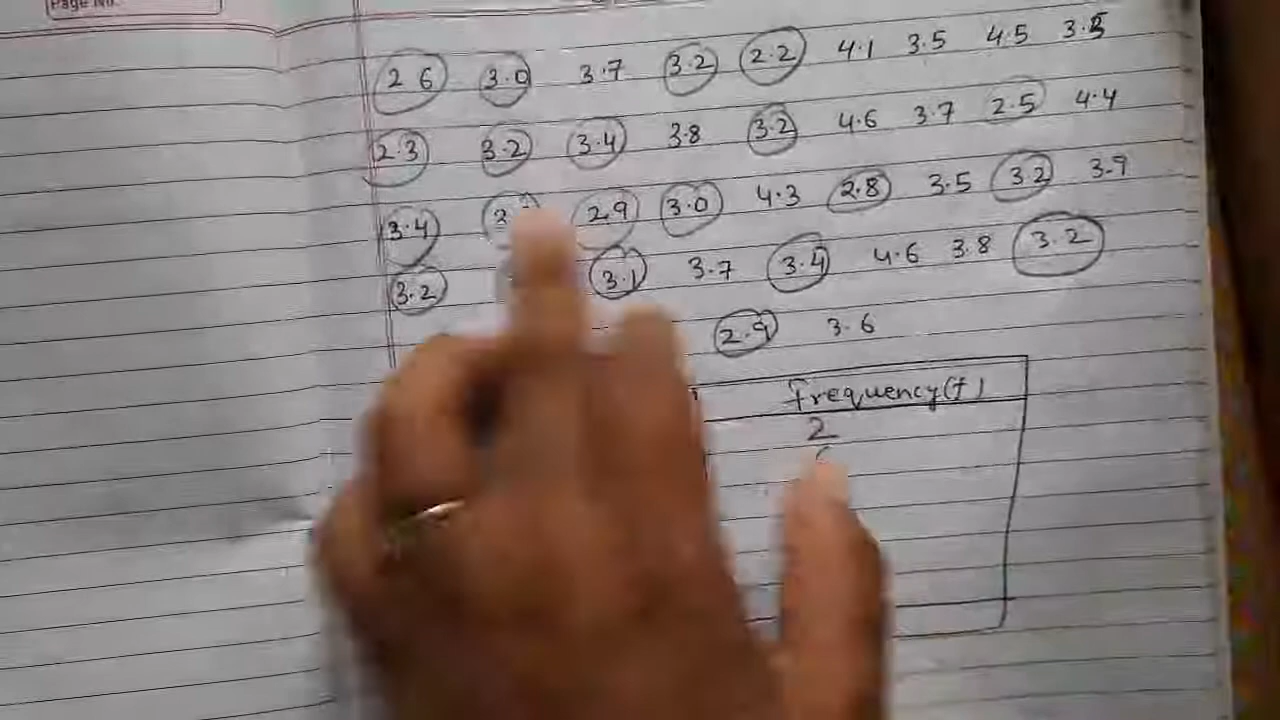 Page No.
2.6 3.0 3.7 3.2 2.2 4.1 3.5 4.5 3.5
2.3 3.2 3.4 3.8 3.2 4.6 3.7 2.5 4.4
3.4 2.9 3.0 4.3 2.8 3.5 3.2 3.9
3.2 3.1 3.7 3.4 4.6 3.8 3.2
2.9 3.6
Frequency(f)
2